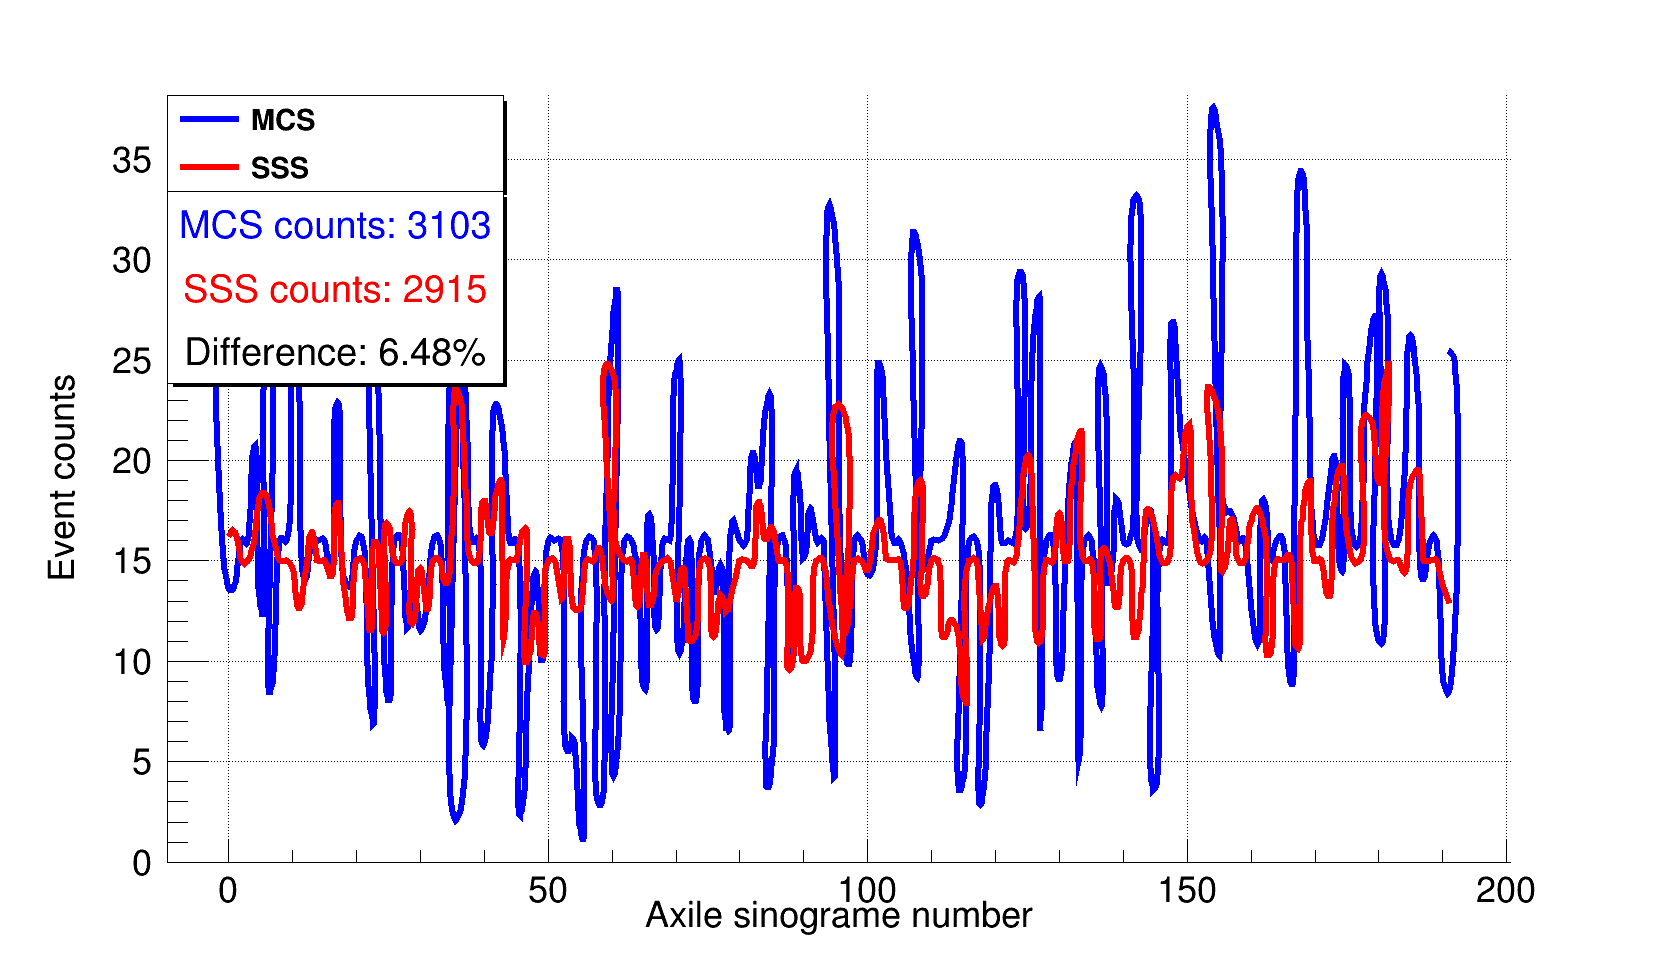 MCS
SSS
MCS counts: 3103
SSS counts: 2915
Difference: 6.48%
Event counts
35
30
25
20
15
10
5
0
0 50 100 150 200
Axile sinograme number